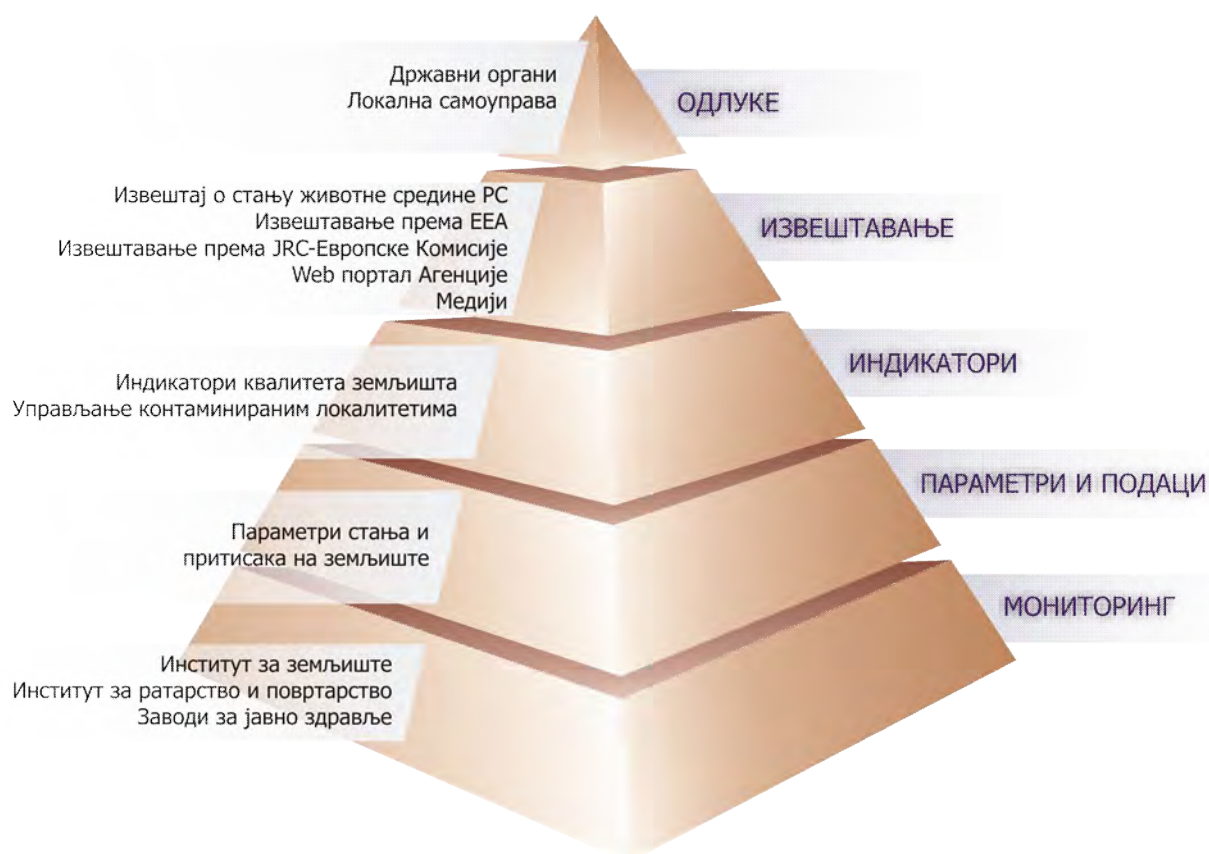 Државни органи
Локална самоуправа
ОДЛУКЕ
Извештај о стању животне средине РС
Извештавање према ЕЕА
Извештавање према JRC-Европске Комисије
Web портал Агенције
Медији
ИЗВЕШТАВАЊЕ
Индикатори квалитета земљишта
Управљање контаминираним локалитетима
ИНДИКАТОРИ
Параметри стања и
притисака на земљиште
ПАРАМЕТРИ И ПОДАЦИ
Институт за земљиште
Институт за ратарство и повртарство
Заводи за јавно здравље
МОНИТОРИНГ